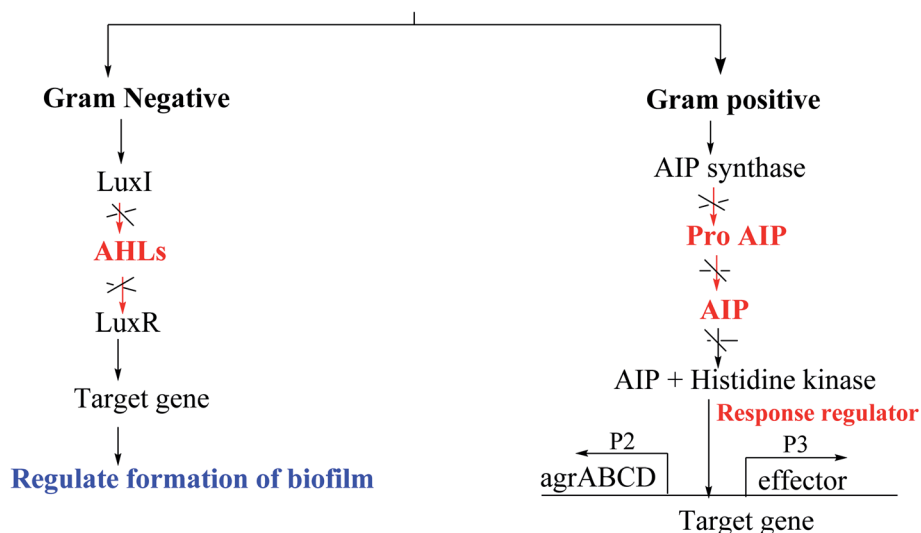 Gram Negative
LuxI
AHLs
LuxR
Target gene
Regulate formation of biofilm
Gram positive
AIP synthase
Pro AIP
AIP
AIP + Histidine kinase
Response regulator
P2
P3
agrABCD
effector
Target gene